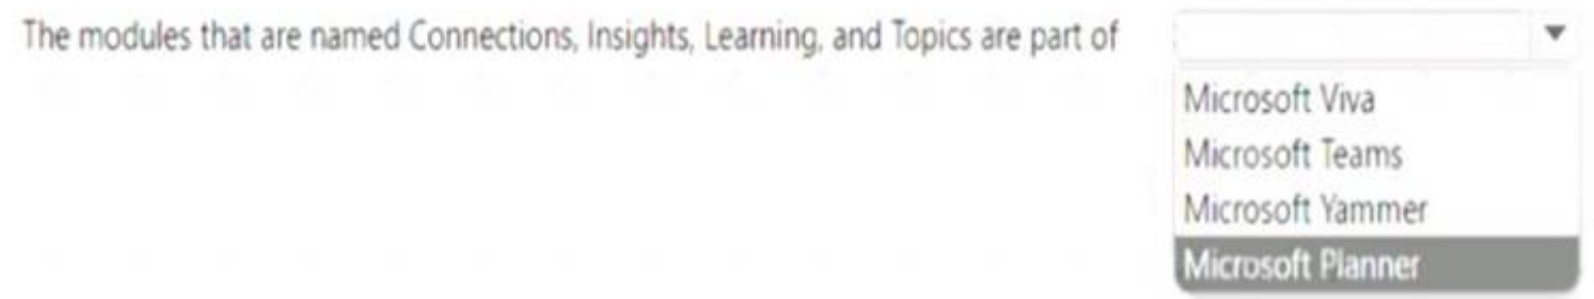 The modules that are named Connections, Insights, Learning, and Topics are part of
Microsoft Viva
Microsoft Teams
Microsoft Yammer
Microsoft Planner